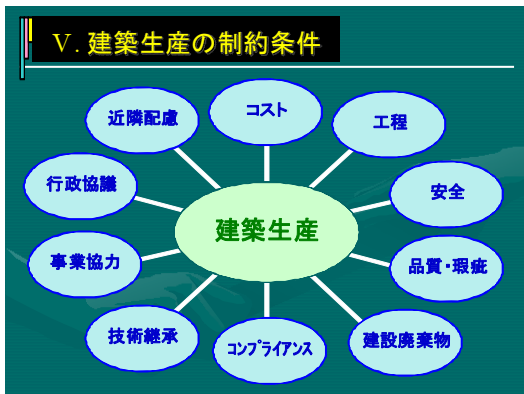 Ⅴ. 建築生産の制約条件
コスト
近隣配慮
工程
行政協議
安全
建築生産
事業協力
品質・瑕疵
技術継承
コンプライアンス
建設廃棄物